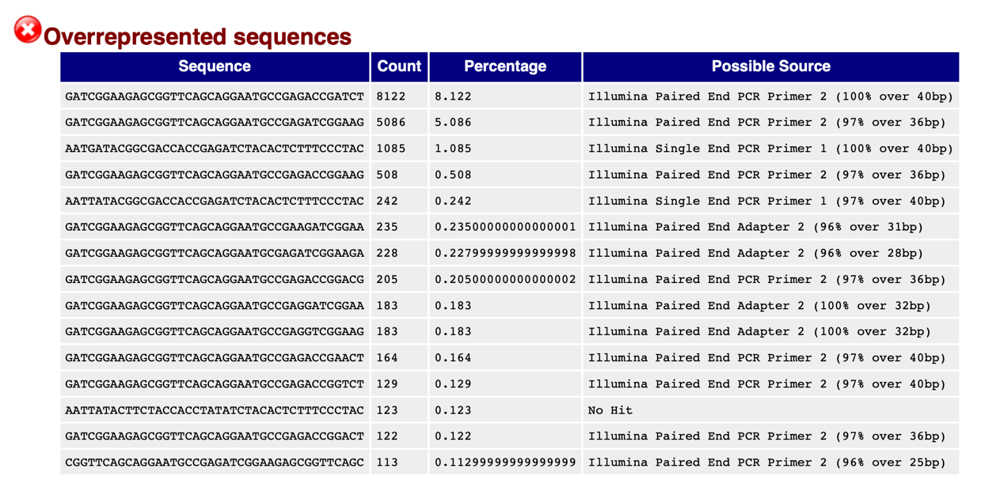 Overrepresented sequences
Sequence Count Percentage Possible Source
GATCGGAAGAGCGGTTCAGCAGGAATGCCGAGACCGATCT 8122 8.122 Illumina Paired End PCR Primer 2 (100% over 40bp)
GATCGGAAGAGCGGTTCAGCAGGAATGCCGAGATCGGAAG 5086 5.086 Illumina Paired End PCR Primer 2 (97% over 36bp)
AATGATACGGCGACCACCGAGATCTACACTCTTTCCCTAC 1085 1.085 Illumina Single End PCR Primer 1 (100% over 40bp)
GATCGGAAGAGCGGTTCAGCAGGAATGCCGAGACCGGAAG 508 0.508 Illumina Paired End PCR Primer 2 (97% over 36bp)
AATTATACGGCGACCACCGAGATCTACACTCTTTCCCTAC 242 0.242 Illumina Single End PCR Primer 1 (97% over 40bp)
GATCGGAAGAGCGGTTCAGCAGGAATGCCGAAGATCGGAA 235 0.23500000000000001 Illumina Paired End Adapter 2 (96% over 31bp)
GATCGGAAGAGCGGTTCAGCAGGAATGCGAGATCGGAAGA 228 0.22799999999999998 Illumina Paired End Adapter 2 (96% over 28bp)
GATCGGAAGAGCGGTTCAGCAGGAATGCCGAGACCGGACG 205 0.20500000000000002 Illumina Paired End PCR Primer 2 (97% over 36bp)
GATCGGAAGAGCGGTTCAGCAGGAATGCCGAGGATCGGAA 183 0.183 Illumina Paired End Adapter 2 (100% over 32bp)
GATCGGAAGAGCGGTTCAGCAGGAATGCCGAGGTCGGAAG 183 0.183 Illumina Paired End Adapter 2 (100% over 32bp)
GATCGGAAGAGCGGTTCAGCAGGAATGCCGAGACCGAACT 164 0.164 Illumina Paired End PCR Primer 2 (97% over 40bp)
GATCGGAAGAGCGGTTCAGCAGGAATGCCGAGACCGGTCT 129 0.129 Illumina Paired End PCR Primer 2 (97% over 40bp)
AATTATACTTCTACCACCTATATCTACACTCTTTCCCTAC 123 0.123 No Hit
GATCGGAAGAGCGGTTCAGCAGGAATGCCGAGACCGGACT 122 0.122 Illumina Paired End PCR Primer 2 (97% over 36bp)
CGGTTCAGCAGGAATGCCGAGATCGGAAGAGCGGTTCAGC 113 0.11299999999999999 Illumina Paired End PCR Primer 2 (96% over 25bp)